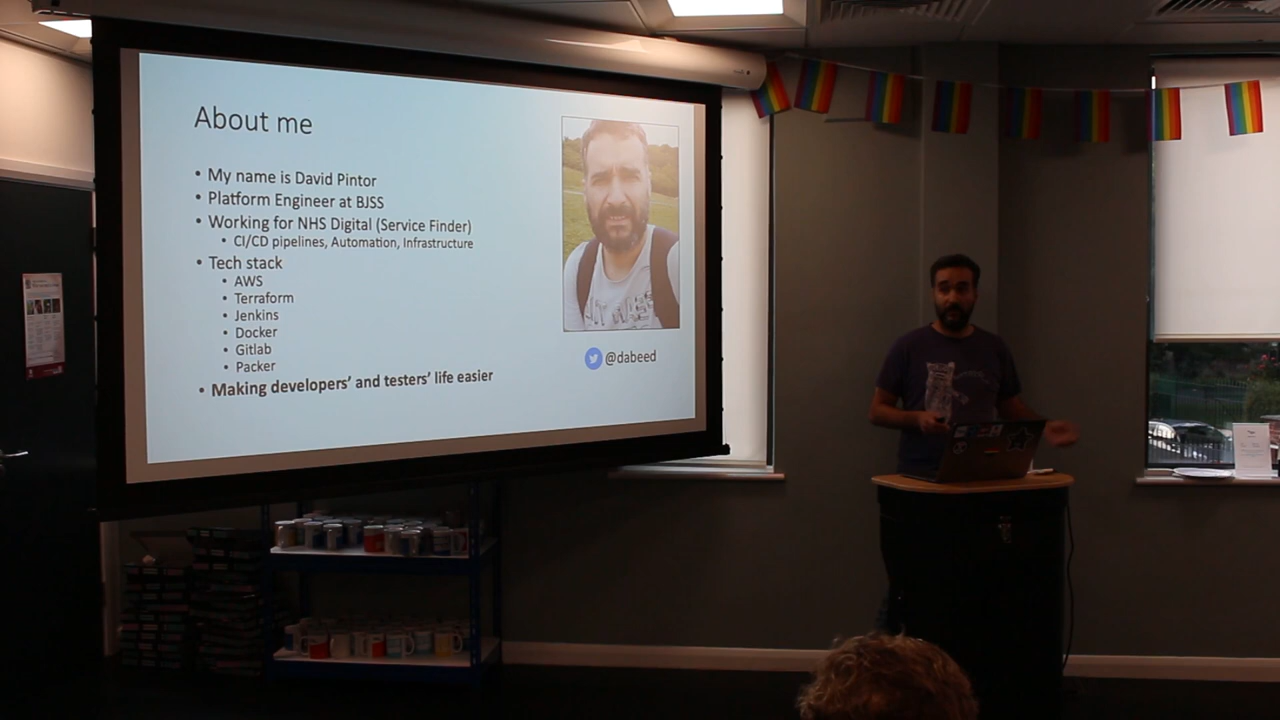 About me
• My name is David Pintor
• Platform Engineer at BJSS
• Working for NHS Digital (Service Finder)
• CI/CD pipelines, Automation, Infrastructure
• Tech stack
• AWS
• Terraform
• Jenkins
• Docker
• Gitlab
• Packer
• Making developers’ and testers’ life easier
@dabeed